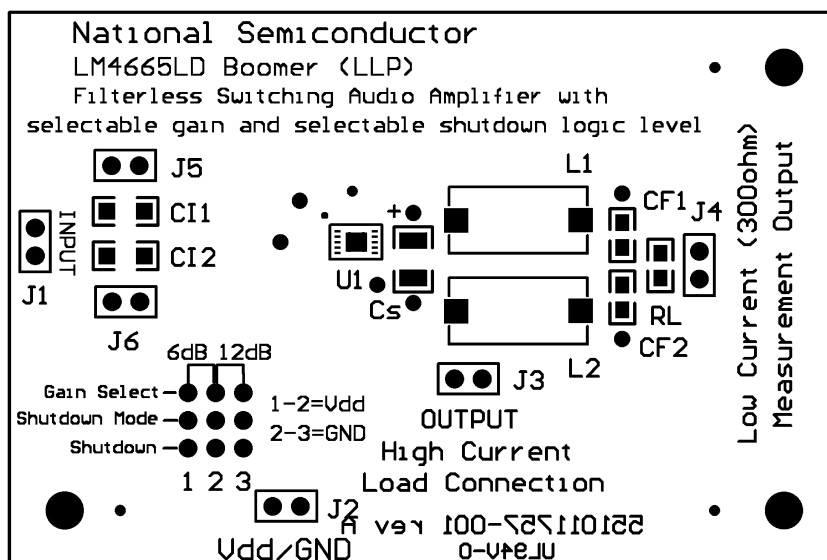 National Semiconductor
LM4665LD Boomer (LLP)
Filterless Switching Audio Amplifier with
selectable gain and selectable shutdown logic level
J5
L1
CI1
+
CF1
J4
INPUT
CI2
U1
J1
Cs
RL
J6
CF2
L2
6dB 12dB
J3
Gain Select
1-2=Vdd
OUTPUT
Shutdown Mode
2-3=GND
High Current
Shutdown
Load Connection
1 2 3
J2
551011757-001 rev A
Vdd/GND
UL94V-0
Low Current (300ohm)
Measurement Output